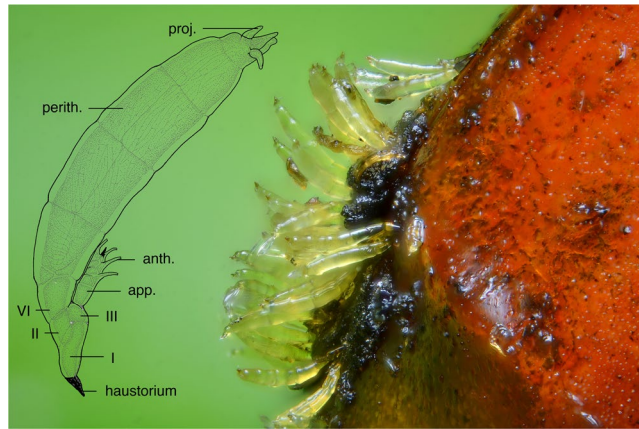 proj.
perith.
anth.
app.
VI
III
II
I
haustorium